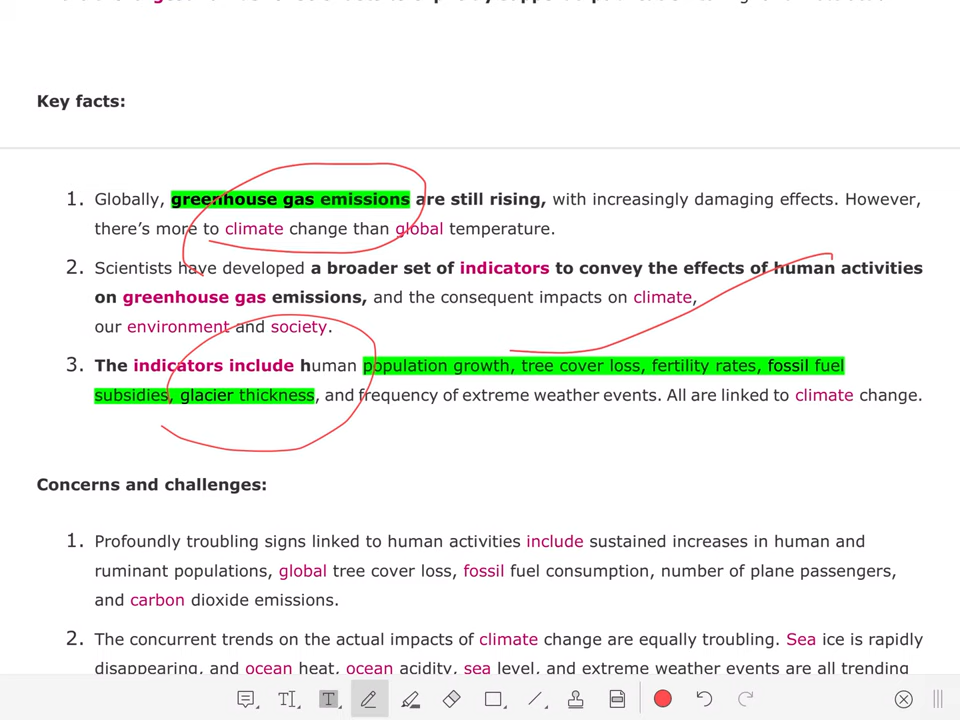 Key facts:
1. Globally, greenhouse gas emissions are still rising, with increasingly damaging effects. However,
there's more to climate change than global temperature.
2. Scientists have developed a broader set of indicators to convey the effects of human activities
on greenhouse gas emissions, and the consequent impacts on climate,
our environment and society.
3. The indicators include human population growth, tree cover loss, fertility rates, fossil fuel
subsidies, glacier thickness, and frequency of extreme weather events. All are linked to climate change.
Concerns and challenges:
1. Profoundly troubling signs linked to human activities include sustained increases in human and
ruminant populations, global tree cover loss, fossil fuel consumption, number of plane passengers,
and carbon dioxide emissions.
2. The concurrent trends on the actual impacts of climate change are equally troubling. Sea ice is rapidly
disappearing, and ocean heat, ocean acidity, sea level, and extreme weather events are all trending